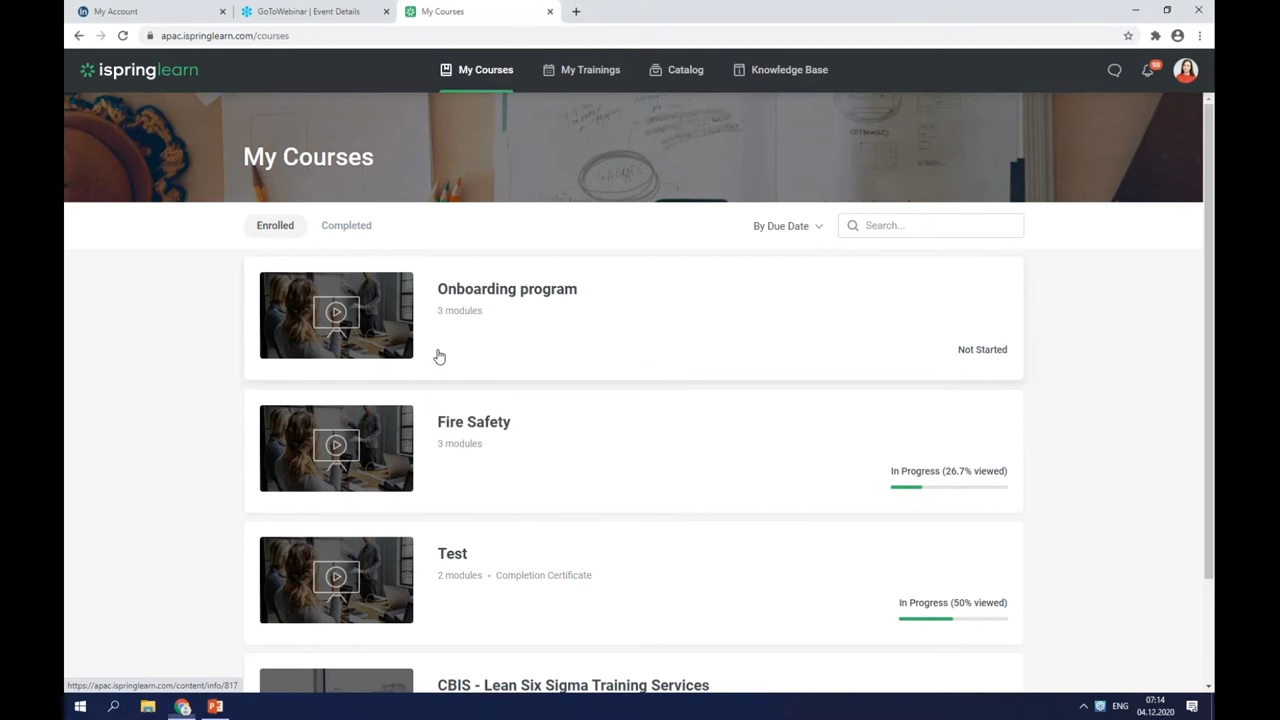 My Account
GoToWebinar | Event Details
My Courses
apac.ispringlearn.com/courses
ispringlearn
My Courses
My Trainings
Catalog
Knowledge Base
98
My Courses
Enrolled
Completed
By Due Date
Search...
Onboarding program
3 modules
Not Started
Fire Safety
3 modules
In Progress (26.7% viewed)
Test
2 modules • Completion Certificate
In Progress (50% viewed)
CBIS - Lean Six Sigma Training Services
https://apac.ispringlearn.com/content/info/817
ENG
07:14
04.12.2020